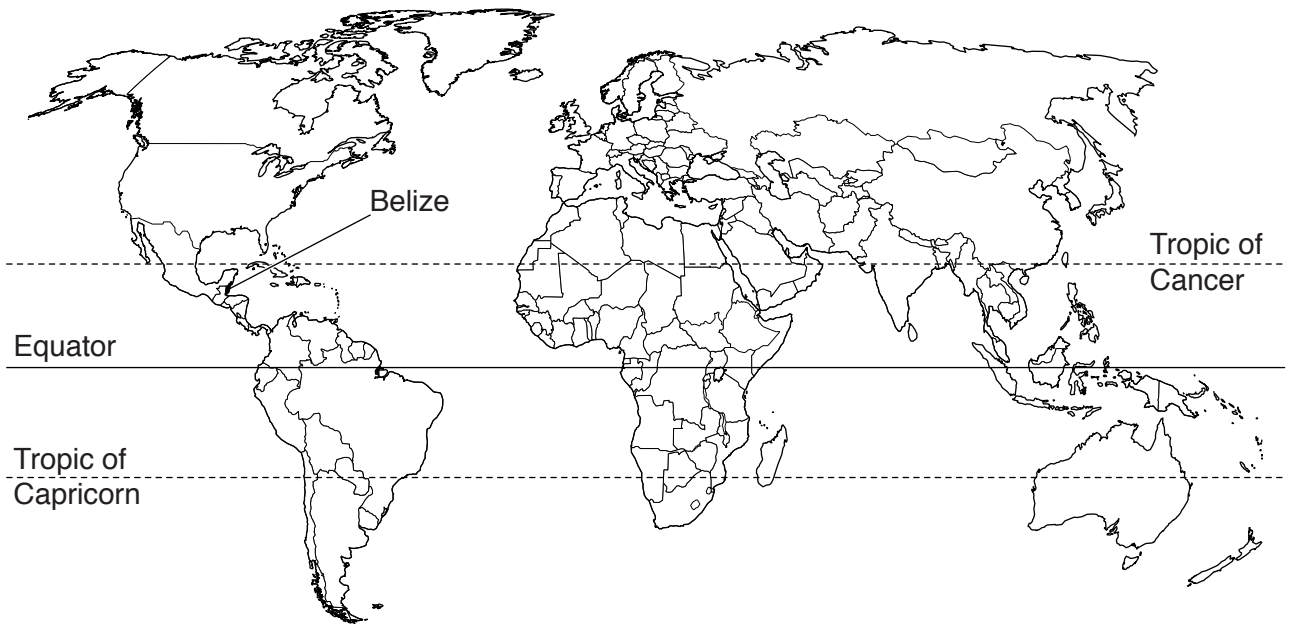 Belize
Tropic of
Cancer
Equator
Tropic of
Capricorn